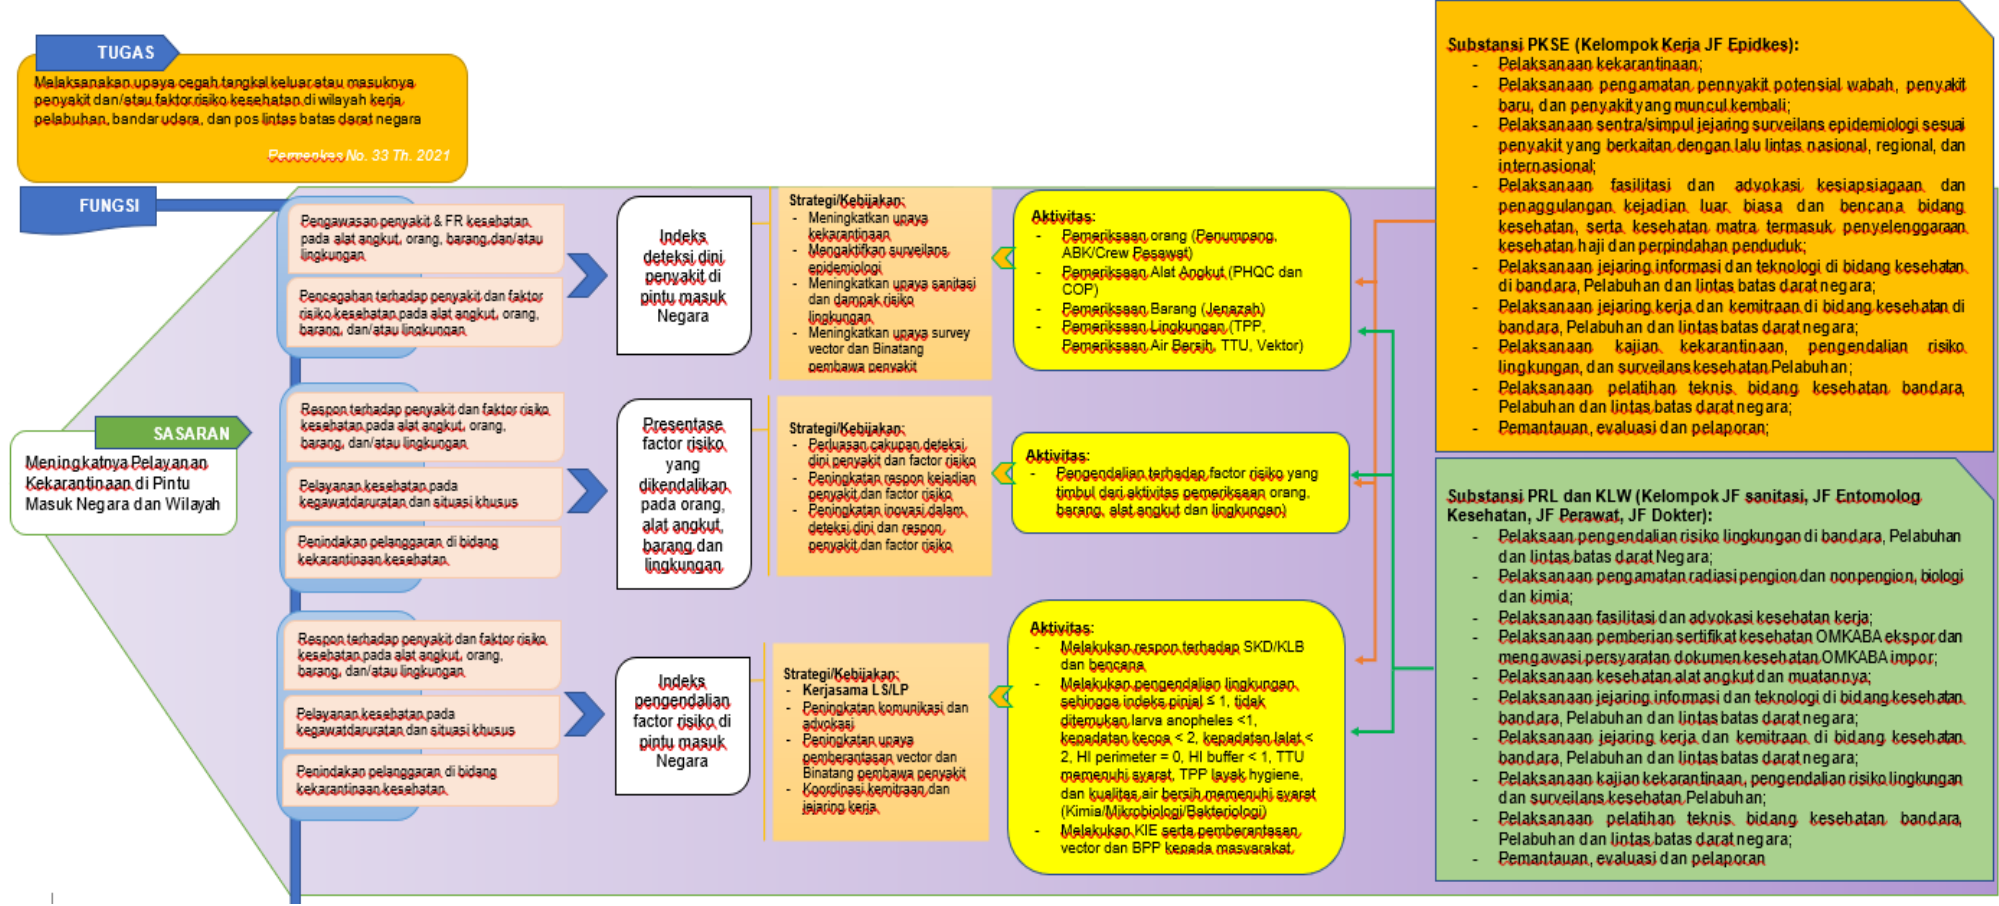 TUGAS
Melaksanakan upaya cegah tangkal keluar atau masuknya
penyakit dan/atau faktor risiko kesehatan di wilayah kerja
pelabuhan, bandar udara, dan pos lintas batas darat negara
Permenkes No. 33 Th. 2021
FUNGSI
SASARAN
Meningkatnya Pelayanan
Kekarantinaan di Pintu
Masuk Negara dan Wilayah
Pengawasan penyakit & FR kesehatan
pada alat angkut, orang, barang,dan/atau
lingkungan
Pencegahan terhadap penyakit dan faktor
risiko kesehatan pada alat angkut, orang,
barang, dan/atau lingkungan
Indeks
deteksi dini
penyakit di
pintu masuk
Negara
Strategi/Kebijakan:
- Meningkatkan upaya
kekarantinaan
- Mengaktifkan surveilans
epidemiologi
- Meningkatkan upaya sanitasi
dan dampak risiko
lingkungan
- Meningkatkan upaya survey
vector dan Binatang
pembawa penyakit
Aktivitas:
- Pemeriksaan orang (Penumpang,
ABK/Crew Pesawat)
- Pemeriksaan Alat Angkut (PHQC dan
COP)
- Pemeriksaan Barang (Jenazah)
- Pemeriksaan Lingkungan (TPP,
Pemeriksaan Air Bersih, TTU, Vektor)
Respon terhadap penyakit dan faktor risiko
kesehatan pada alat angkut, orang,
barang, dan/atau lingkungan
Pelayanan kesehatan pada
kegawatdaruratan dan situasi khusus
Penindakan pelanggaran di bidang
kekarantinaan kesehatan
Presentase
factor risiko
yang
dikendalikan
pada orang,
alat angkut,
barang dan
lingkungan
Strategi/Kebijakan:
- Perluasan cakupan deteksi
dini penyakit dan factor risiko
- Peningkatan respon kejadian
penyakit dan factor risiko
- Peningkatan inovasi dalam
deteksi dini dan respon
penyakit dan factor risiko
Aktivitas:
- Pengendalian terhadap factor risiko yang
timbul dari aktivitas pemeriksaan orang,
barang, alat angkut dan lingkungan)
Respon terhadap penyakit dan faktor risiko
kesehatan pada alat angkut, orang,
barang, dan/atau lingkungan
Pelayanan kesehatan pada
kegawatdaruratan dan situasi khusus
Penindakan pelanggaran di bidang
kekarantinaan kesehatan
Indeks
pengendalian
factor risiko di
pintu masuk
Negara
Strategi/Kebijakan:
- Kerjasama LS/LP
- Peningkatan komunikasi dan
advokasi
- Peningkatan upaya
pemberantasan vector dan
Binatang pembawa penyakit
- Koordinasi kemitraan dan
jejaring kerja
Aktivitas:
- Melakukan respon terhadap SKD/KLB
dan bencana
- Melakukan pengendalian lingkungan
sehingga indeks pinjal ≤ 1, tidak
ditemukan larva anopheles <1,
kepadatan kecoa < 2, kepadatan lalat <
2, HI perimeter = 0, HI buffer < 1, TTU
memenuhi syarat, TPP layak hygiene,
dan kualitas air bersih memenuhi syarat
(Kimia/Mikrobiologi/Bakteriologi)
- Melakukan KIE serta pemberantasan
vector dan BPP kepada masyarakat
Substansi PKSE (Kelompok Kerja JF Epidkes):
- Pelaksanaan kekarantinaan;
- Pelaksanaan pengamatan pennyakit potensial wabah, penyakit
baru, dan penyakit yang muncul kembali;
- Pelaksanaan sentra/simpul jejaring surveilans epidemiologi sesuai
penyakit yang berkaitan dengan lalu lintas nasional, regional, dan
internasional;
- Pelaksanaan fasilitasi dan advokasi kesiapsiagaan dan
penaggulangan kejadian luar biasa dan bencana bidang
kesehatan, serta kesehatan matra termasuk penyelenggaraan
kesehatan haji dan perpindahan penduduk;
- Pelaksanaan jejaring informasi dan teknologi di bidang kesehatan
di bandara, Pelabuhan dan lintas batas darat negara;
- Pelaksanaan jejaring kerja dan kemitraan di bidang kesehatan di
bandara, Pelabuhan dan lintas batas darat negara;
- Pelaksanaan kajian kekarantinaan, pengendalian risiko
lingkungan, dan surveilans kesehatan Pelabuhan;
- Pelaksanaan pelatihan teknis bidang kesehatan bandara,
Pelabuhan dan lintas batas darat negara;
- Pemantauan, evaluasi dan pelaporan;
Substansi PRL dan KLW (Kelompok JF sanitasi, JF Entomolog
Kesehatan, JF Perawat, JF Dokter):
- Pelaksaan pengendalian risiko lingkungan di bandara, Pelabuhan
dan lintas batas darat Negara;
- Pelaksanaan pengamatan radiasi pengion dan nonpengion, biologi
dan kimia;
- Pelaksanaan fasilitasi dan advokasi kesehatan kerja;
- Pelaksanaan pemberian sertifikat kesehatan OMKABA ekspor dan
mengawasi persyaratan dokumen kesehatan OMKABA impor;
- Pelaksanaan kesehatan alat angkut dan muatannya;
- Pelaksanaan jejaring informasi dan teknologi di bidang kesehatan
bandara, Pelabuhan dan lintas batas darat negara;
- Pelaksanaan jejaring kerja dan kemitraan di bidang kesehatan
bandara, Pelabuhan dan lintas batas darat negara;
- Pelaksanaan kajian kekarantinaan, pengendalian risiko lingkungan
dan surveilans kesehatan Pelabuhan;
- Pelaksanaan pelatihan teknis bidang kesehatan bandara,
Pelabuhan dan lintas batas darat negara;
- Pemantauan, evaluasi dan pelaporan